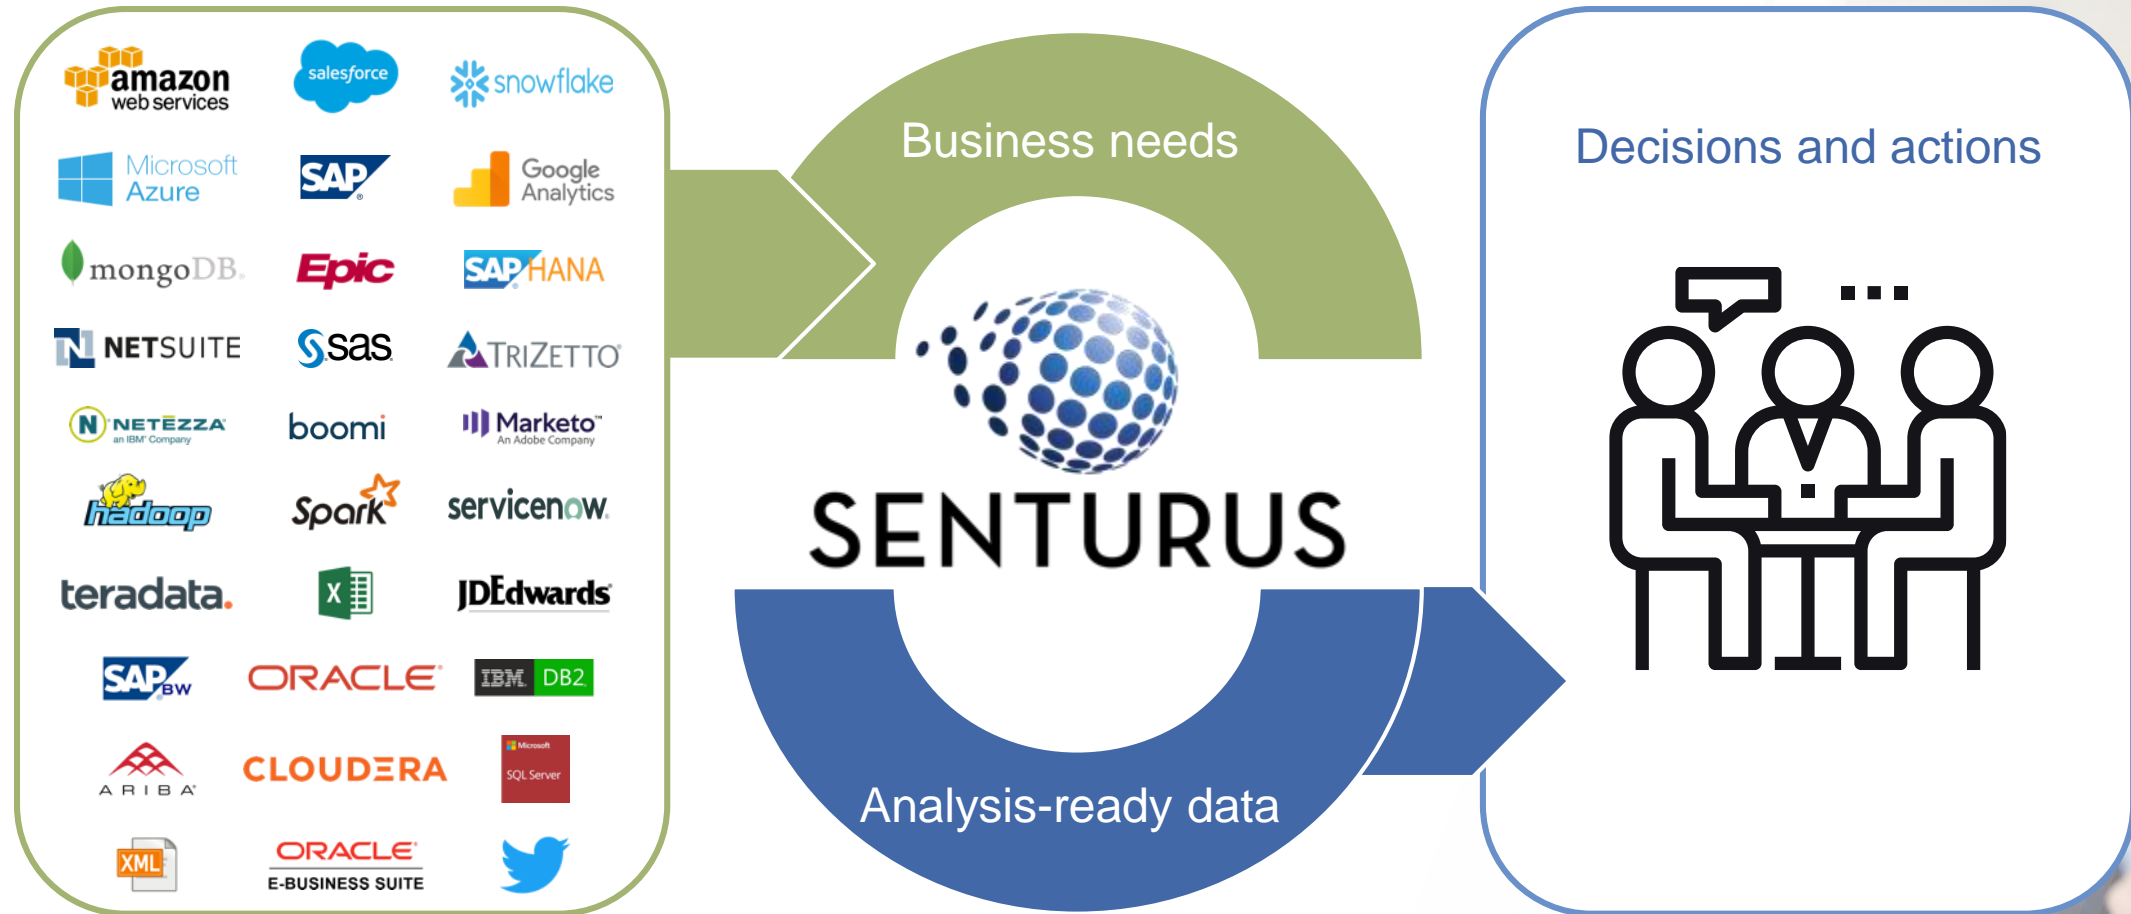 amazon
web services
salesforce
snowflake
Microsoft
Azure
SAP®
Google
Analytics
mongoDB®
Epic
SAP® HANA
N NETSUITE
S.sas
TRIZETTO®
N NETEZZA®
an IBM® Company
boomi
Marketo™
An Adobe Company
hadoop
Spark
servicenow®
teradata.
X
JDEdwards®
SAP® BW
ORACLE®
IBM® DB2
ARIBA®
CLOUDERA
Microsoft
SQL Server
XML
ORACLE®
E-BUSINESS SUITE
Business needs
SENTURUS
Analysis-ready data
Decisions and actions